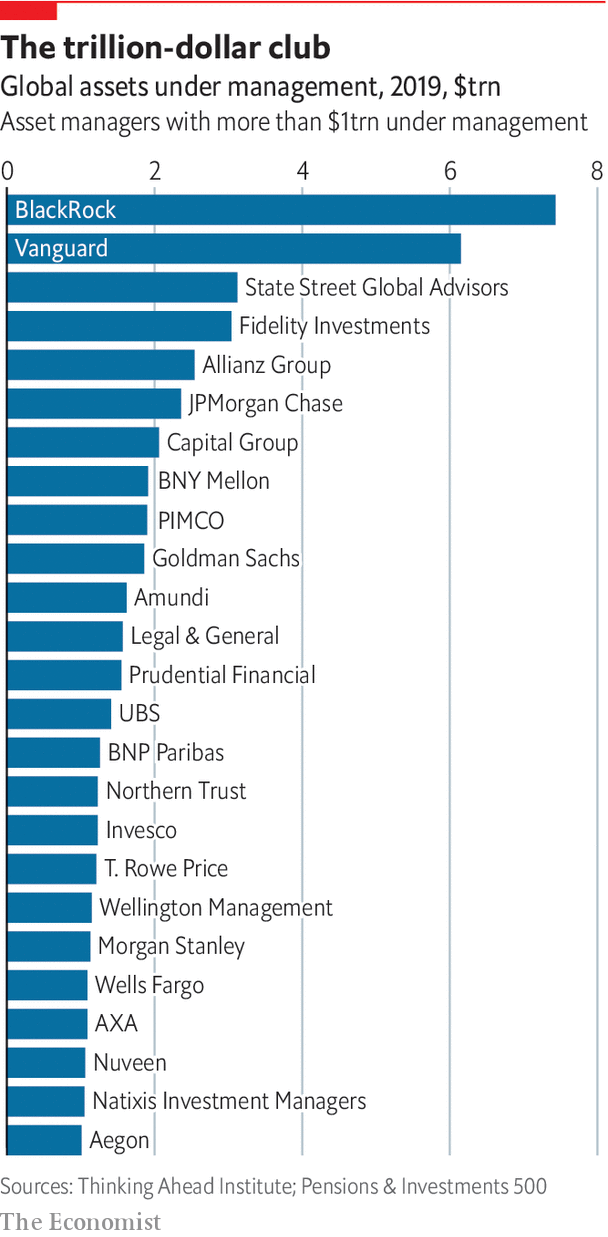 The trillion-dollar club
Global assets under management, 2019, $trn
Asset managers with more than $1trn under management
0 2 4 6 8
BlackRock
Vanguard
State Street Global Advisors
Fidelity Investments
Allianz Group
JPMorgan Chase
Capital Group
BNY Mellon
PIMCO
Goldman Sachs
Amundi
Legal & General
Prudential Financial
UBS
BNP Paribas
Northern Trust
Invesco
T. Rowe Price
Wellington Management
Morgan Stanley
Wells Fargo
AXA
Nuveen
Natixis Investment Managers
Aegon
Sources: Thinking Ahead Institute; Pensions & Investments 500
The Economist